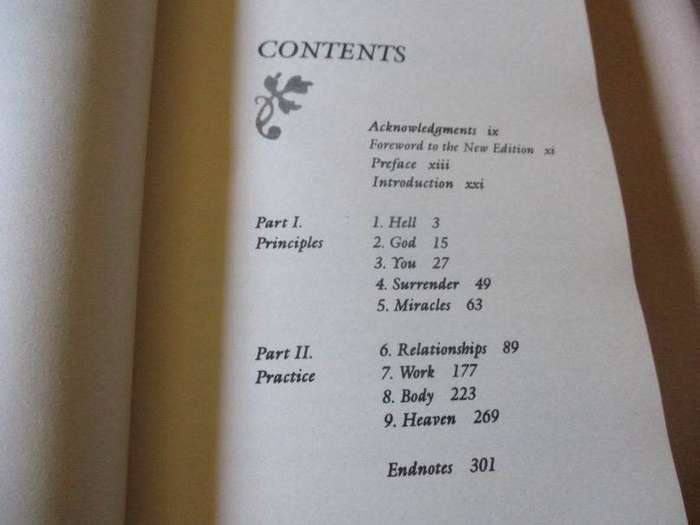 CONTENTS
Acknowledgments ix
Foreword to the New Edition xi
Preface xiii
Introduction xxi
Part I.
Principles
1. Hell 3
2. God 15
3. You 27
4. Surrender 49
5. Miracles 63
Part II.
Practice
6. Relationships 89
7. Work 177
8. Body 223
9. Heaven 269
Endnotes 301